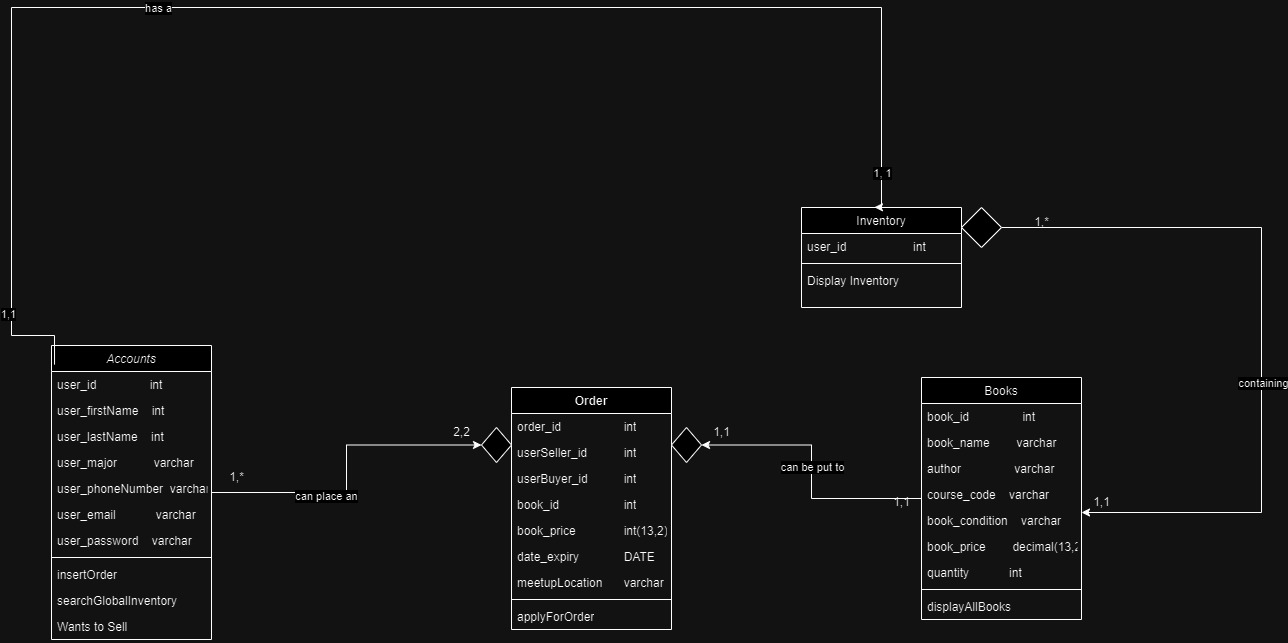 has a
1, 1
Inventory
user_id int
Display Inventory
1,*
containing
1,1
Accounts
user_id int
user_firstName int
user_lastName int
user_major varchar
user_phoneNumber varchar
user_email varchar
user_password varchar
insertOrder
searchGlobalInventory
Wants to Sell
1,*
can place an
2,2
Order
order_id int
userSeller_id int
userBuyer_id int
book_id int
book_price int(13,2)
date_expiry DATE
meetupLocation varchar
applyForOrder
1,1
can be put to
1,1
Books
book_id int
book_name varchar
author varchar
course_code varchar
book_condition varchar
book_price decimal(13,2
quantity int
displayAllBooks
1,1